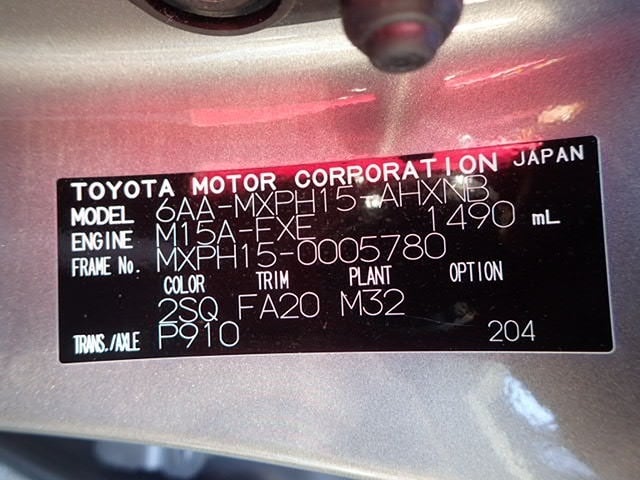 TOYOTA MOTOR CORPORATION JAPAN
MODEL 6AA-MXPH15-AHXNB
ENGINE M15A-FXE 1490 mL
FRAME No. MXPH15-0005780
COLOR TRIM PLANT OPTION
2SQ FA20 M32
TRANS./AXLE P910 204